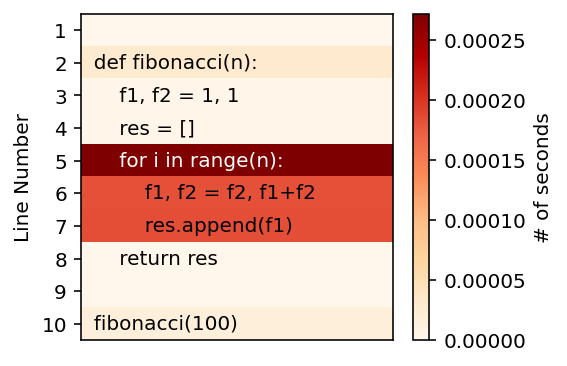 1
2 def fibonacci(n):
3 f1, f2 = 1, 1
4 res = []
5 for i in range(n):
6 f1, f2 = f2, f1+f2
7 res.append(f1)
8 return res
9
10 fibonacci(100)
Line Number
0.00025
0.00020
0.00015
0.00010
0.00005
0.00000
# of seconds